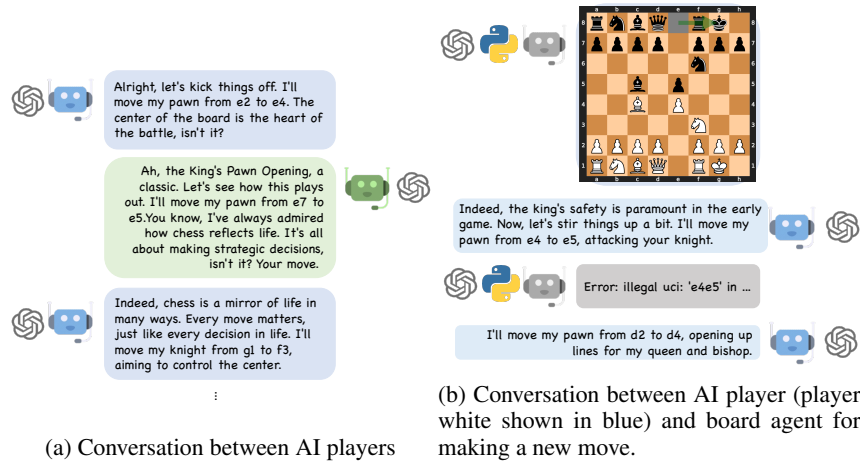 Alright, let's kick things off. I'll
move my pawn from e2 to e4. The
center of the board is the heart of
the battle, isn't it?
Ah, the King's Pawn Opening, a
classic. Let's see how this plays
out. I'll move my pawn from e7 to
e5.You know, I've always admired
how chess reflects life. It's all
about making strategic decisions,
isn't it? Your move.
Indeed, chess is a mirror of life in
many ways. Every move matters,
just like every decision in life. I'll
move my knight from g1 to f3,
aiming to control the center.
⋮
(a) Conversation between AI players
a b c d e f g h
8
7
6
5
4
3
2
1
a b c d e f g h
8
7
6
5
4
3
2
1
Indeed, the king's safety is paramount in the early
game. Now, let's stir things up a bit. I'll move my
pawn from e4 to e5, attacking your knight.
Error: illegal uci: 'e4e5' in ...
I'll move my pawn from d2 to d4, opening up
lines for my queen and bishop.
(b) Conversation between AI player (player
white shown in blue) and board agent for
making a new move.